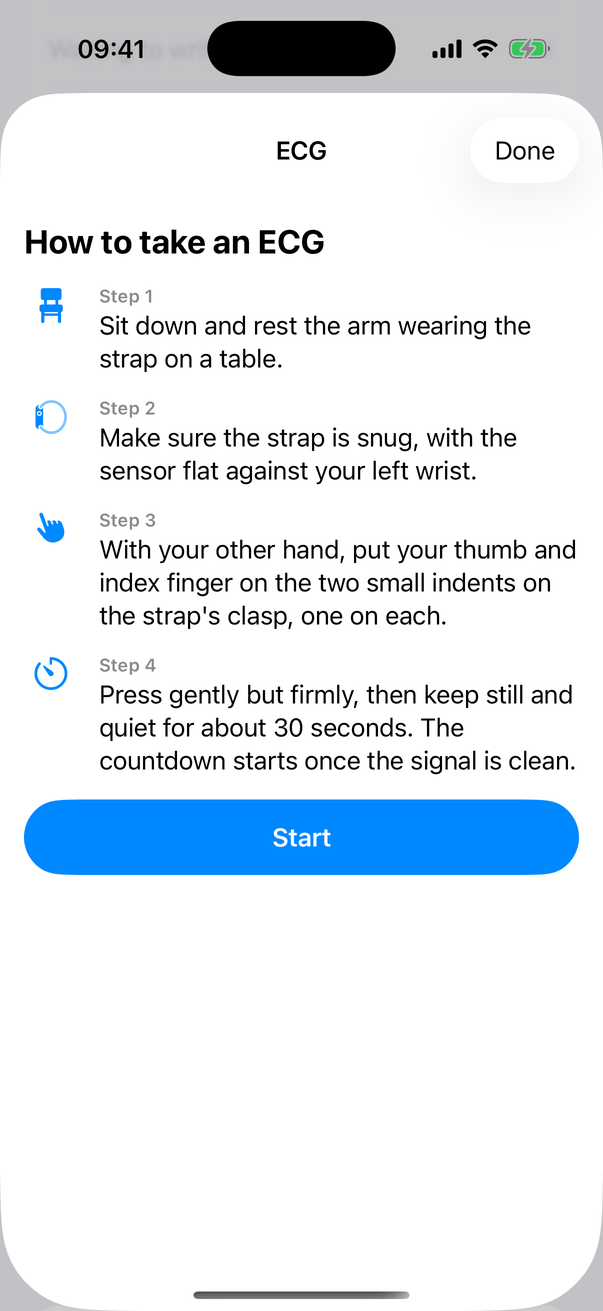 09:41
ECG
Done
How to take an ECG
Step 1
Sit down and rest the arm wearing the
strap on a table.
Step 2
Make sure the strap is snug, with the
sensor flat against your left wrist.
Step 3
With your other hand, put your thumb and
index finger on the two small indents on
the strap's clasp, one on each.
Step 4
Press gently but firmly, then keep still and
quiet for about 30 seconds. The
countdown starts once the signal is clean.
Start